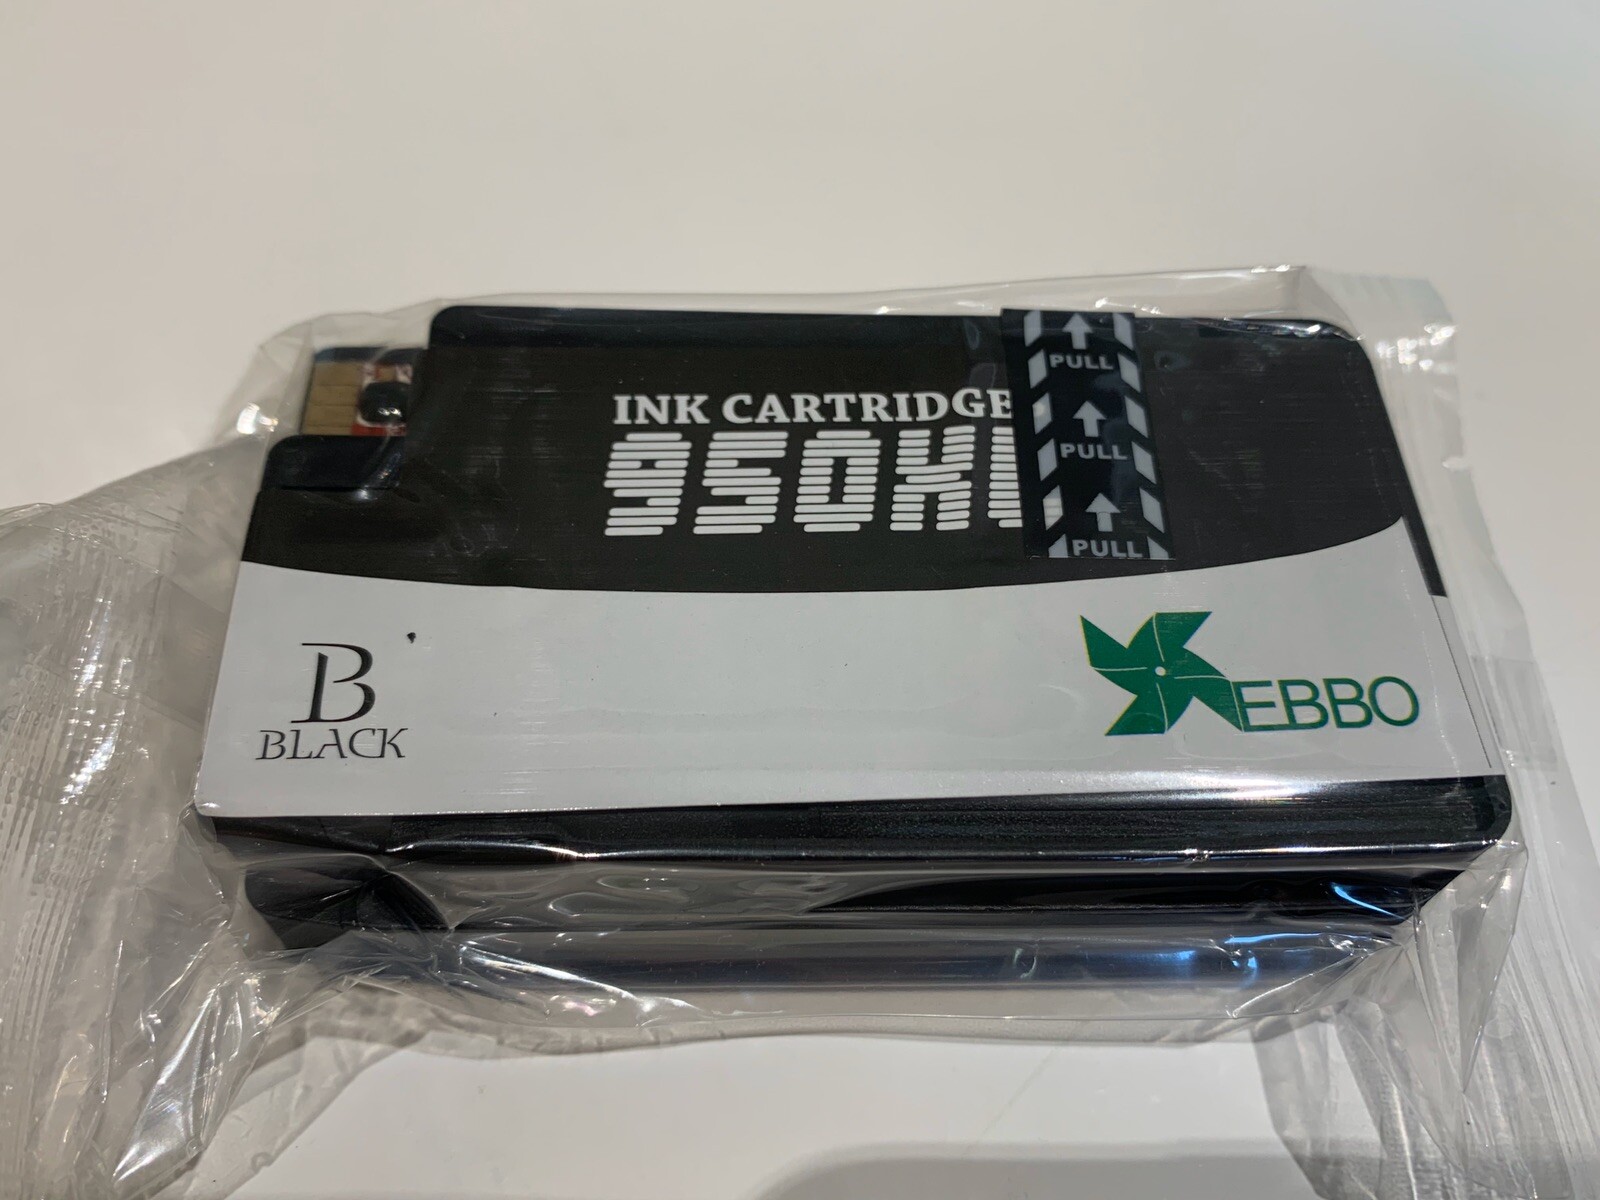 PULL
PULL
PULL
INK CARTRIDGE
950XL
B
BLACK
EBBO